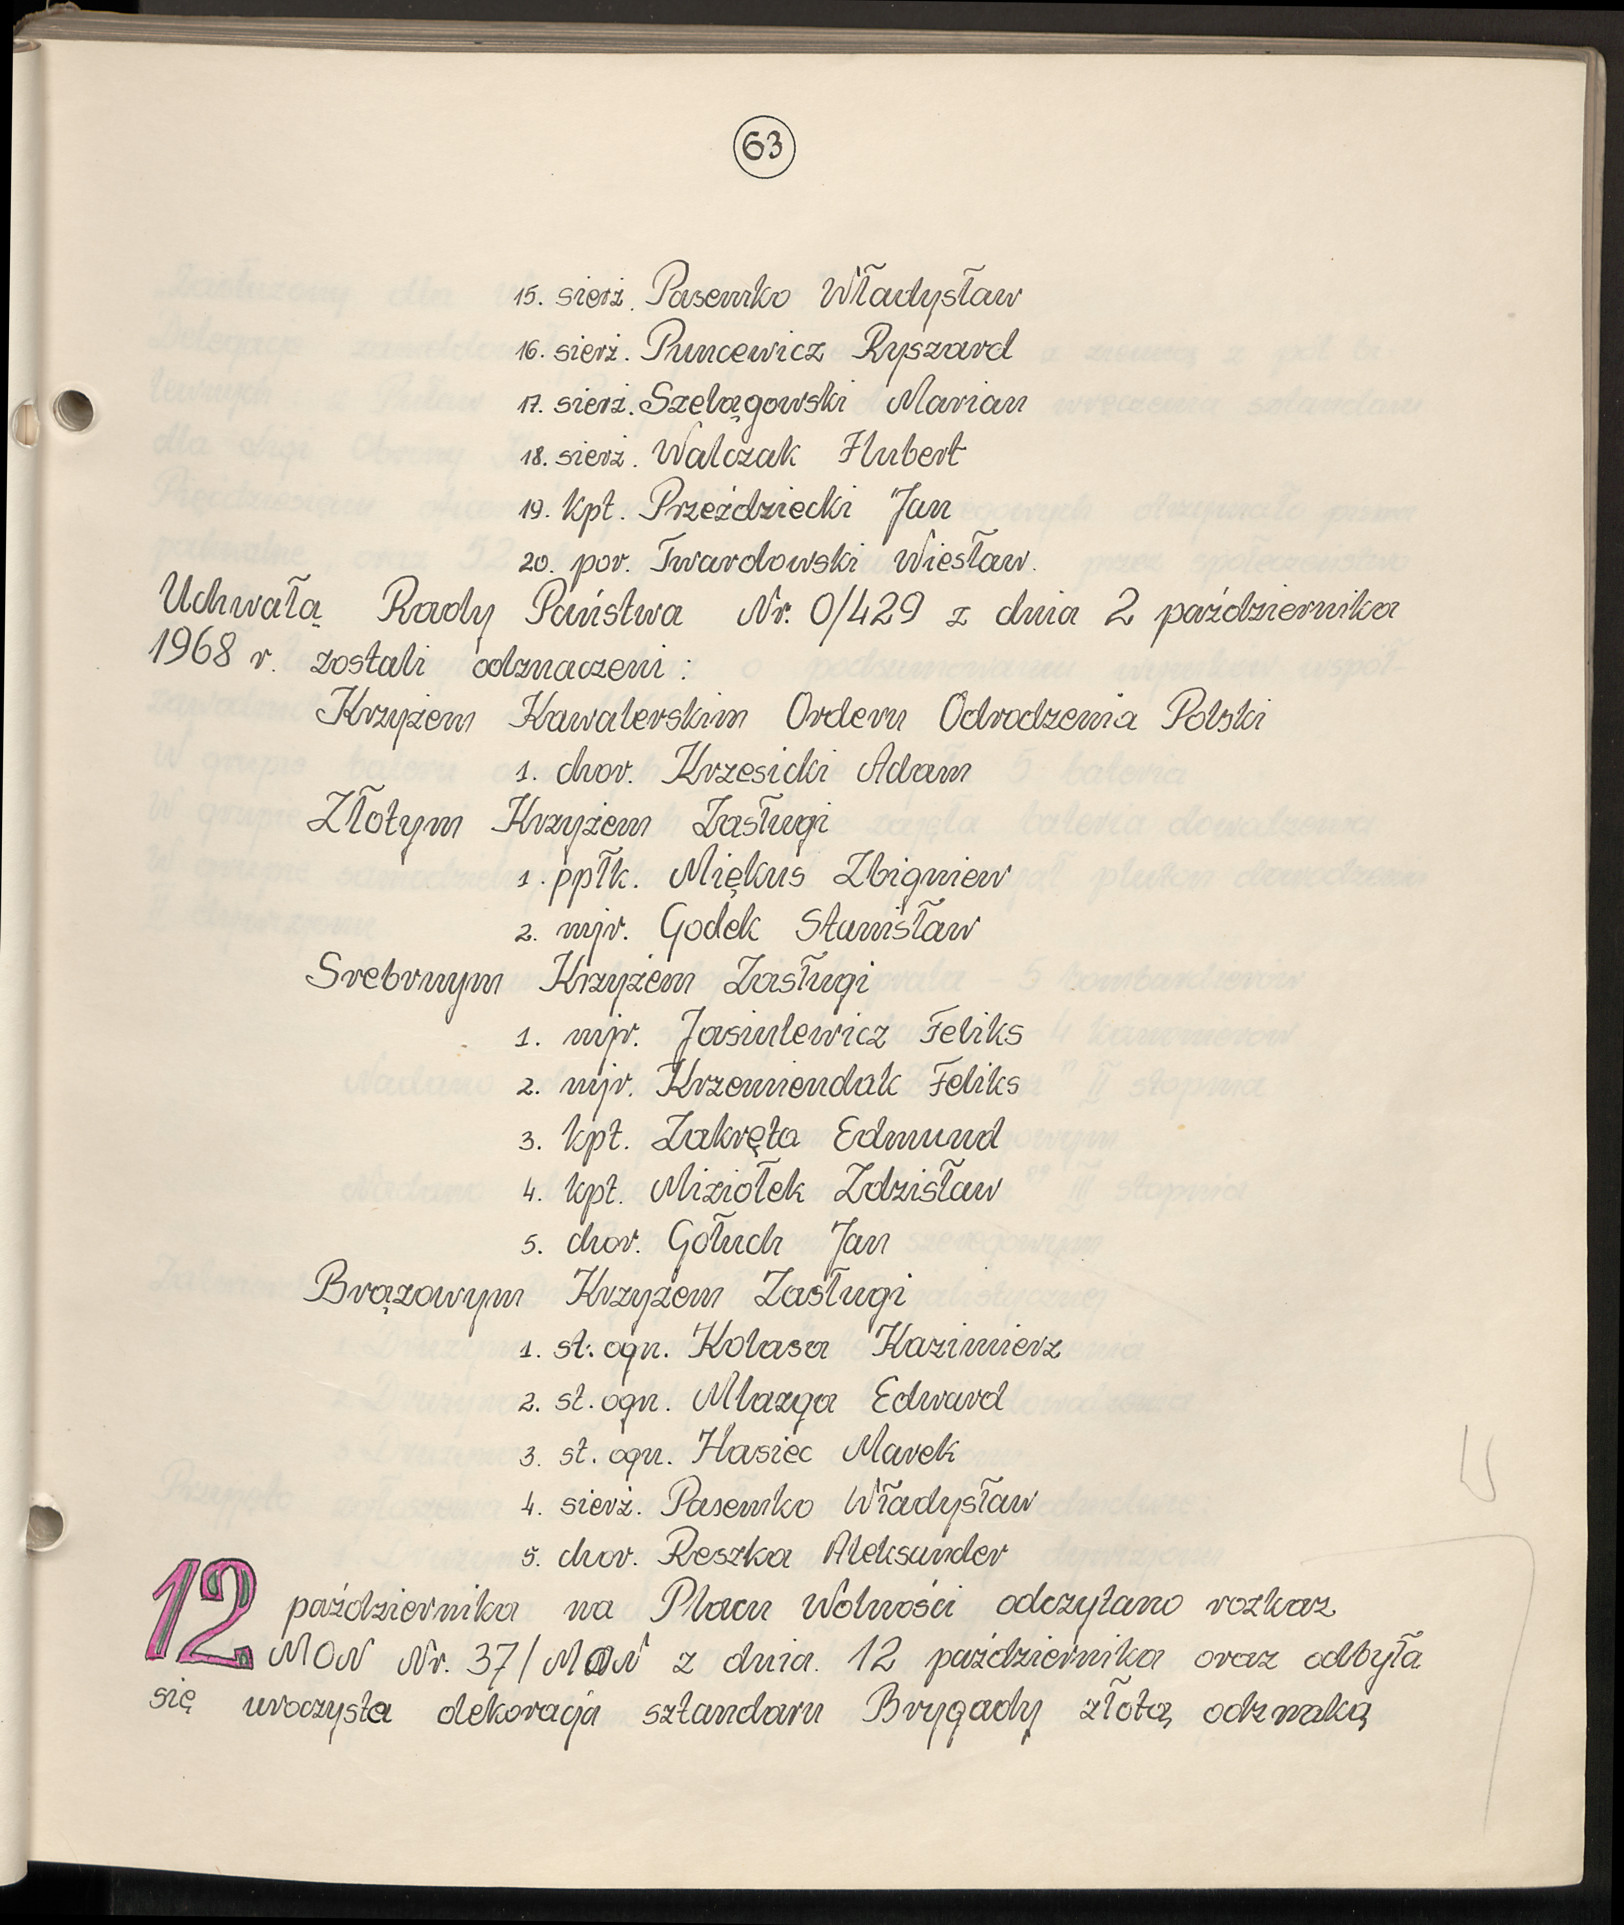 63
15. sierż. Pasemko Władysław
16. sierż. Puncewicz Ryszard
17. sierż. Szelągowski Marian
18. sierż. Walczak Hubert
19. kpt. Przeździecki Jan
20. por. Twardowski Wiesław.
Uchwałą Rady Państwa Nr. 0/429 z dnia 2 października
1968 r. zostali odznaczeni:
Krzyżem Kawalerskim Orderu Odrodzenia Polski
1. chor. Krzesicki Adam
Złotym Krzyżem Zasługi
1. ppłk. Miękus Zbigniew
2. mjr. Godek Stanisław
Srebrnym Krzyżem Zasługi
1. mjr. Jasiulewicz Feliks
2. mjr. Krzemiendak Feliks
3. kpt. Zakręta Edmund
4. kpt. Miziołek Zdzisław
5. chor. Gołuch Jan
Brązowym Krzyżem Zasługi
1. st. ogn. Kolasa Kazimierz
2. st. ogn. Mlazga Edward
3. st. ogn. Hasiec Marek
4. sierż. Pasemko Władysław
5. chor. Reszka Aleksander
12 października na Placu Wolności odczytano rozkaz
MON Nr. 37/MON z dnia. 12 października oraz odbyła
się uroczysta dekoracja sztandaru Brygady złotą odznaką